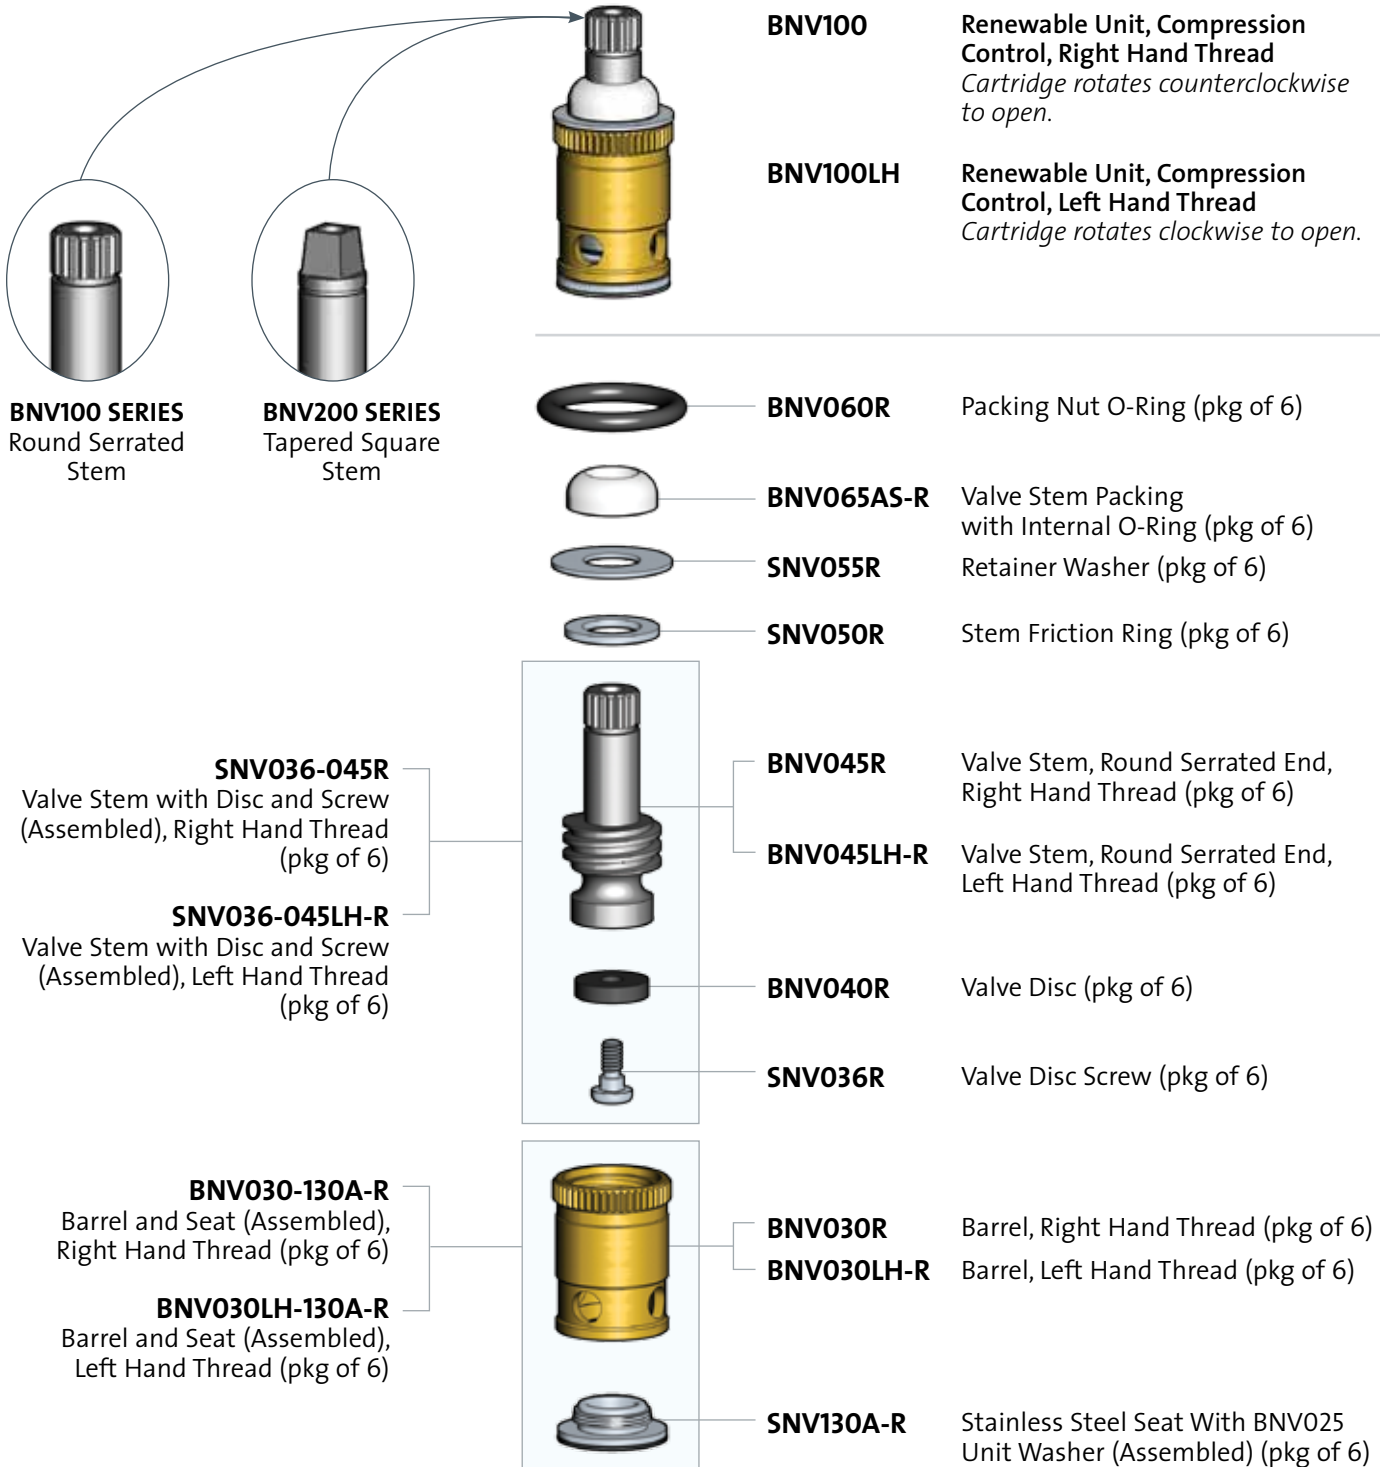 BNV100
Renewable Unit, Compression
Control, Right Hand Thread
Cartridge rotates counterclockwise
to open.
BNV100LH
Renewable Unit, Compression
Control, Left Hand Thread
Cartridge rotates clockwise to open.
BNV100 SERIES
Round Serrated
Stem
BNV200 SERIES
Tapered Square
Stem
BNV060R
Packing Nut O-Ring (pkg of 6)
BNV065AS-R
Valve Stem Packing
with Internal O-Ring (pkg of 6)
SNV055R
Retainer Washer (pkg of 6)
SNV050R
Stem Friction Ring (pkg of 6)
SNV036-045R
Valve Stem with Disc and Screw
(Assembled), Right Hand Thread
(pkg of 6)
SNV036-045LH-R
Valve Stem with Disc and Screw
(Assembled), Left Hand Thread
(pkg of 6)
BNV045R
Valve Stem, Round Serrated End,
Right Hand Thread (pkg of 6)
BNV045LH-R
Valve Stem, Round Serrated End,
Left Hand Thread (pkg of 6)
BNV040R
Valve Disc (pkg of 6)
SNV036R
Valve Disc Screw (pkg of 6)
BNV030-130A-R
Barrel and Seat (Assembled),
Right Hand Thread (pkg of 6)
BNV030LH-130A-R
Barrel and Seat (Assembled),
Left Hand Thread (pkg of 6)
BNV030R
Barrel, Right Hand Thread (pkg of 6)
BNV030LH-R
Barrel, Left Hand Thread (pkg of 6)
SNV130A-R
Stainless Steel Seat With BNV025
Unit Washer (Assembled) (pkg of 6)